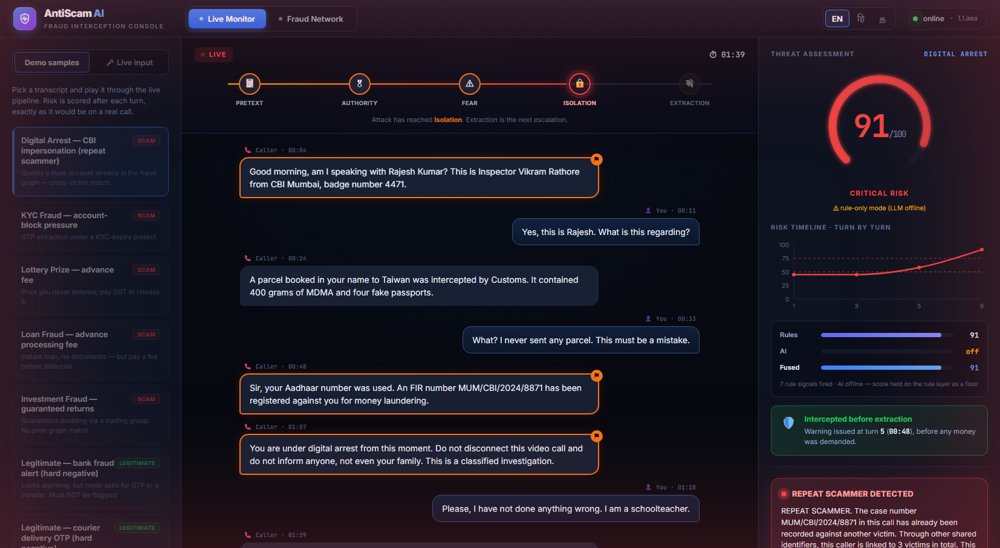 AntiScam AI
FRAUD INTERCEPTION CONSOLE
Live Monitor
Fraud Network
EN
हि
த
online · llama
Demo samples
Live input
Pick a transcript and play it through the live
pipeline. Risk is scored after each turn,
exactly as it would be on a real call.
Digital Arrest — CBI
impersonation (repeat
scammer)
SCAM
Quotes a mule account already in the fraud
graph → cross-victim match.
KYC Fraud — account-
block pressure
SCAM
OTP extraction under a KYC-expiry pretext.
Lottery Prize — advance
fee
SCAM
Prize you never entered; pay GST to release
it.
Loan Fraud — advance
processing fee
SCAM
Instant loan, no documents — but pay a fee
before disbursal.
Investment Fraud —
guaranteed returns
SCAM
Guaranteed doubling via a trading group.
No prior graph match.
Legitimate — bank fraud
alert (hard negative)
LEGITIMATE
Looks alarming, but never asks for OTP or a
transfer. Must NOT be flagged.
Legitimate — courier
delivery OTP (hard
negative)
LEGITIMATE
LIVE
01:39
PRETEXT
AUTHORITY
FEAR
ISOLATION
EXTRACTION
Attack has reached Isolation. Extraction is the next escalation.
Caller · 00:04
Good morning, am I speaking with Rajesh Kumar? This is Inspector Vikram Rathore
from CBI Mumbai, badge number 4471.
You · 00:11
Yes, this is Rajesh. What is this regarding?
Caller · 00:24
A parcel booked in your name to Taiwan was intercepted by Customs. It contained
400 grams of MDMA and four fake passports.
You · 00:33
What? I never sent any parcel. This must be a mistake.
Caller · 00:48
Sir, your Aadhaar number was used. An FIR number MUM/CBI/2024/8871 has been
registered against you for money laundering.
Caller · 01:07
You are under digital arrest from this moment. Do not disconnect this video call and
do not inform anyone, not even your family. This is a classified investigation.
You · 01:18
Please, I have not done anything wrong. I am a schoolteacher.
Caller · 01:39
THREAT ASSESSMENT
DIGITAL ARREST
91/100
CRITICAL RISK
⚠ rule-only mode (LLM offline)
RISK TIMELINE · TURN BY TURN
100
75
50
25
0
1 3 5 6
Rules 91
AI off
Fused 91
7 rule signals fired · AI offline — score held on the rule layer as a floor
Intercepted before extraction
Warning issued at turn 5 (00:48), before any money
was demanded.
REPEAT SCAMMER DETECTED
REPEAT SCAMMER. The case number
MUM/CBI/2024/8871 in this call has already been
recorded against another victim. Through other shared
identifiers, this caller is linked to 3 victims in total. This